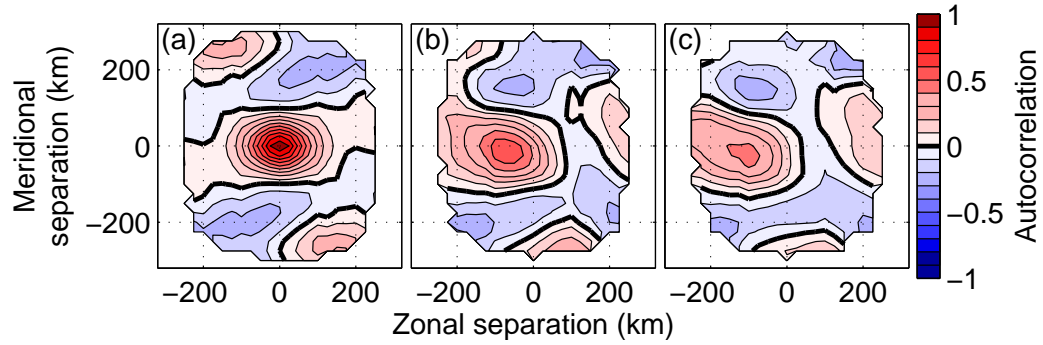 (a) (b) (c)
Meridional
separation (km)
200
0
−200
−200 0 200 −200 0 200 −200 0 200
Zonal separation (km)
1
0.5
0
−0.5
−1
Autocorrelation